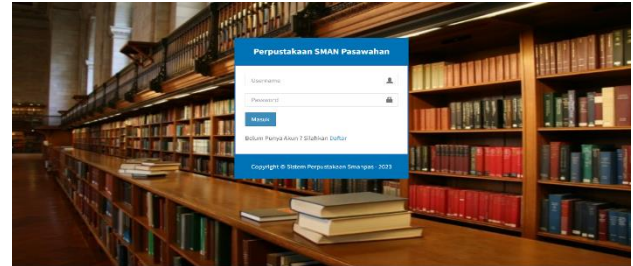 Perpustakaan SMAN Pasawahan
Username
Password
Masuk
Belum Punya Akun ? Silahkan Daftar
Copyright © Sistem Perpustakaan Smanpas - 2023